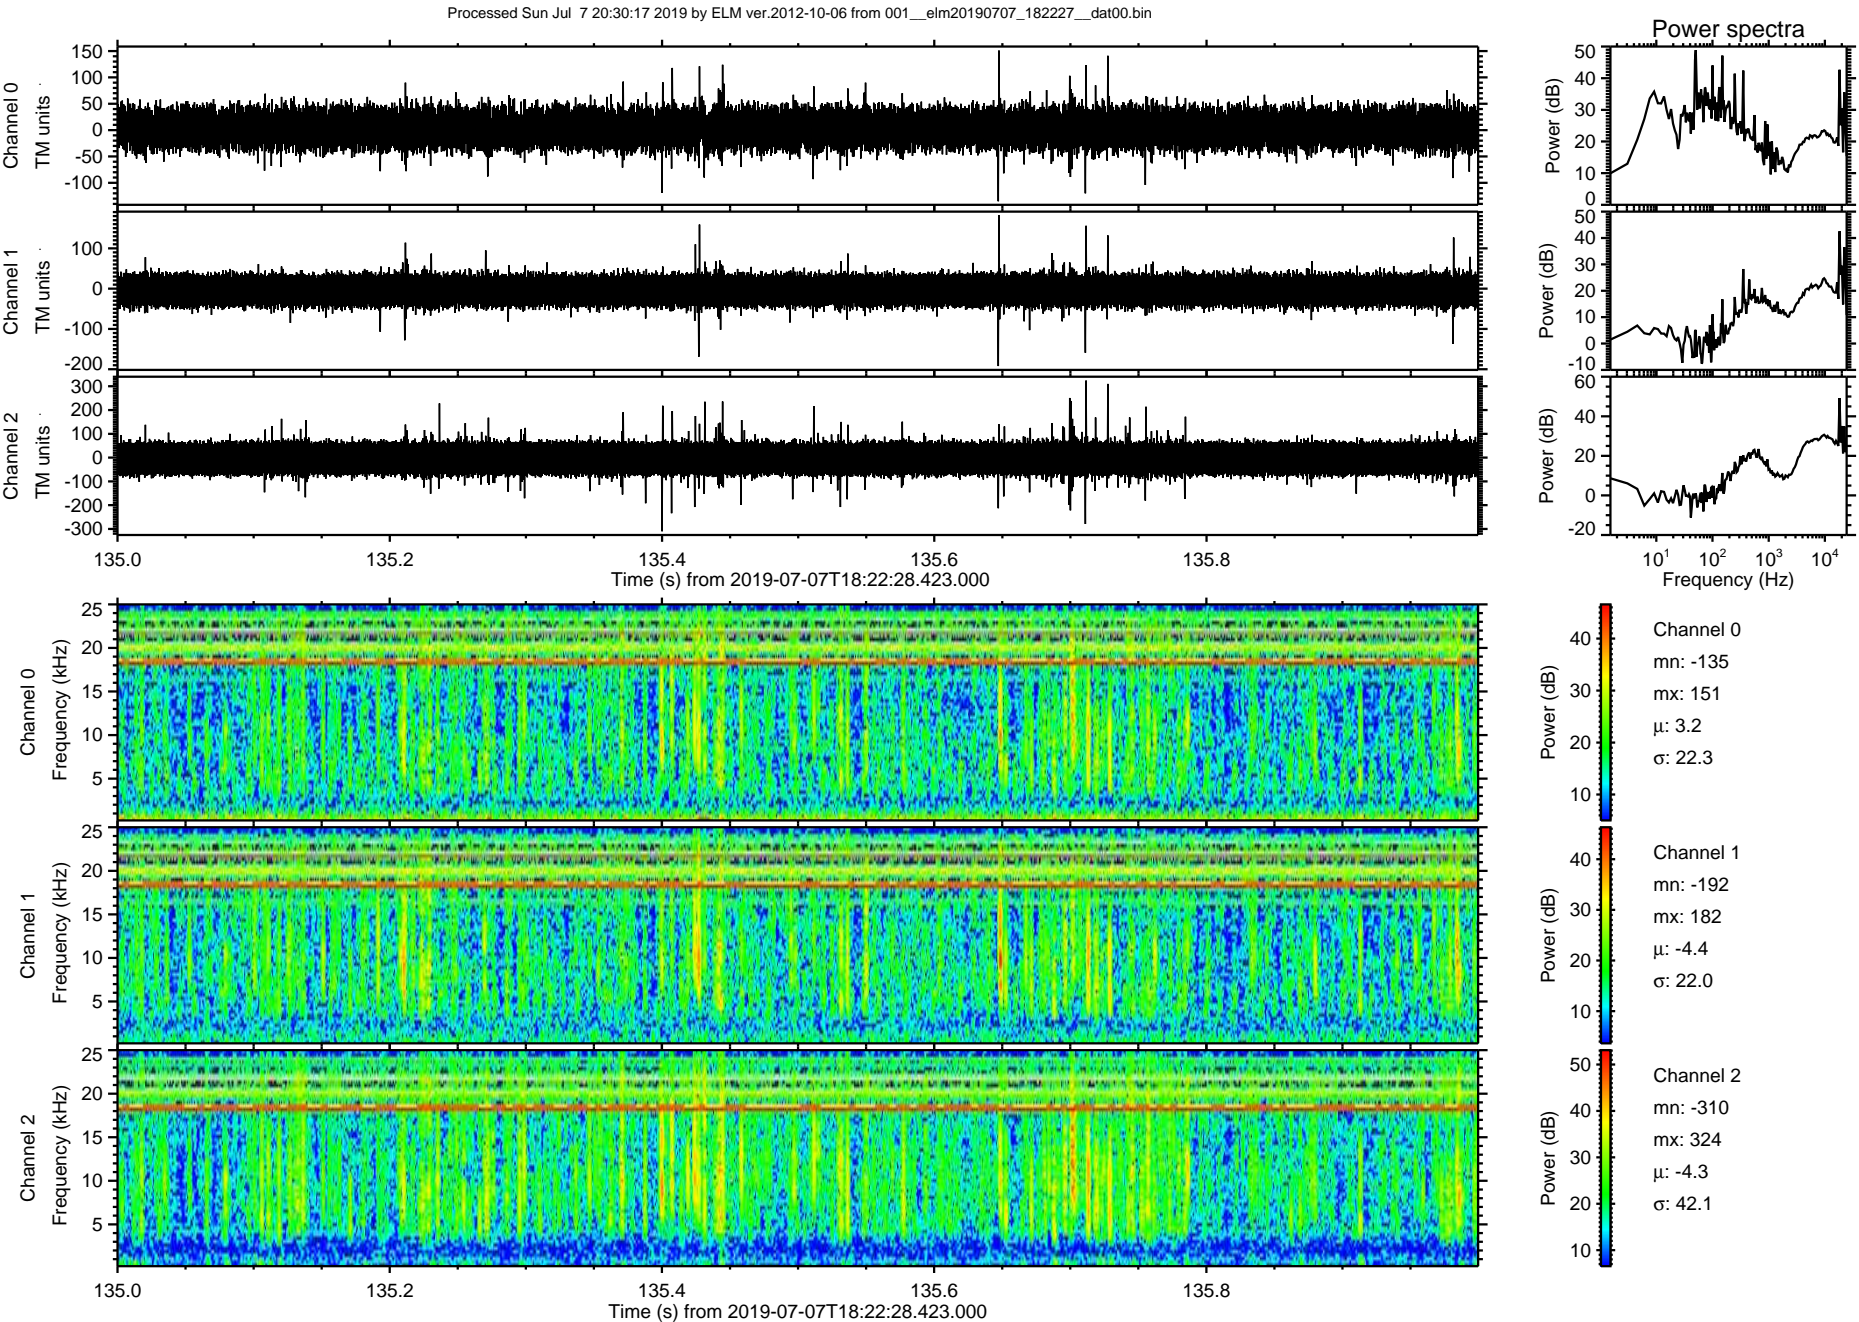 Processed Sun Jul  7 20:30:17 2019 by ELM ver.2012-10-06 from 001__elm20190707_182227__dat00.bin
Power spectra
Channel 0
TM units
150
100
50
0
-50
-100
Power (dB)
50
40
30
20
10
0
Channel 1
TM units
100
0
-100
-200
Power (dB)
50
40
30
20
10
0
-10
Channel 2
TM units
300
200
100
0
-100
-200
-300
Power (dB)
60
40
20
0
-20
135.0 135.2 135.4 135.6 135.8
Time (s) from 2019-07-07T18:22:28.423.000
10¹ 10² 10³ 10⁴
Frequency (Hz)
Channel 0
Frequency (kHz)
25
20
15
10
5
Power (dB)
40
30
20
10
Channel 0
mn: -135
mx: 151
μ: 3.2
σ: 22.3
Channel 1
Frequency (kHz)
25
20
15
10
5
Power (dB)
40
30
20
10
Channel 1
mn: -192
mx: 182
μ: -4.4
σ: 22.0
Channel 2
Frequency (kHz)
25
20
15
10
5
Power (dB)
50
40
30
20
10
Channel 2
mn: -310
mx: 324
μ: -4.3
σ: 42.1
135.0 135.2 135.4 135.6 135.8
Time (s) from 2019-07-07T18:22:28.423.000